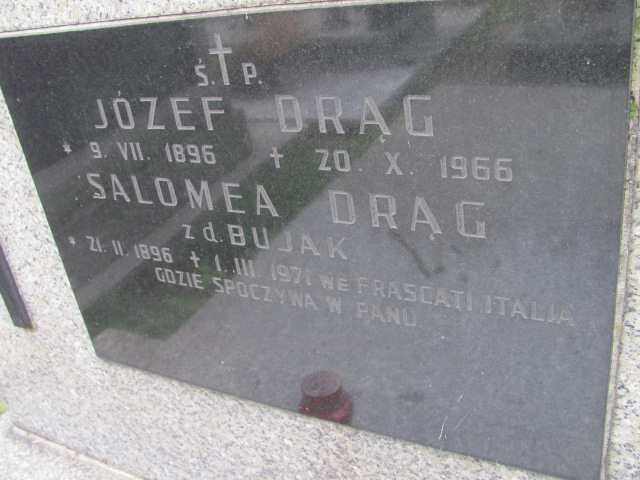 Ś. † P.
JÓZEF DRĄG
* 9. VII. 1896 † 20. X. 1966
SALOMEA DRĄG
z d. BUJAK
* 21. II. 1896 † 1. III. 1971 WE FRASCATI ITALIA
GDZIE SPOCZYWA W PANU.